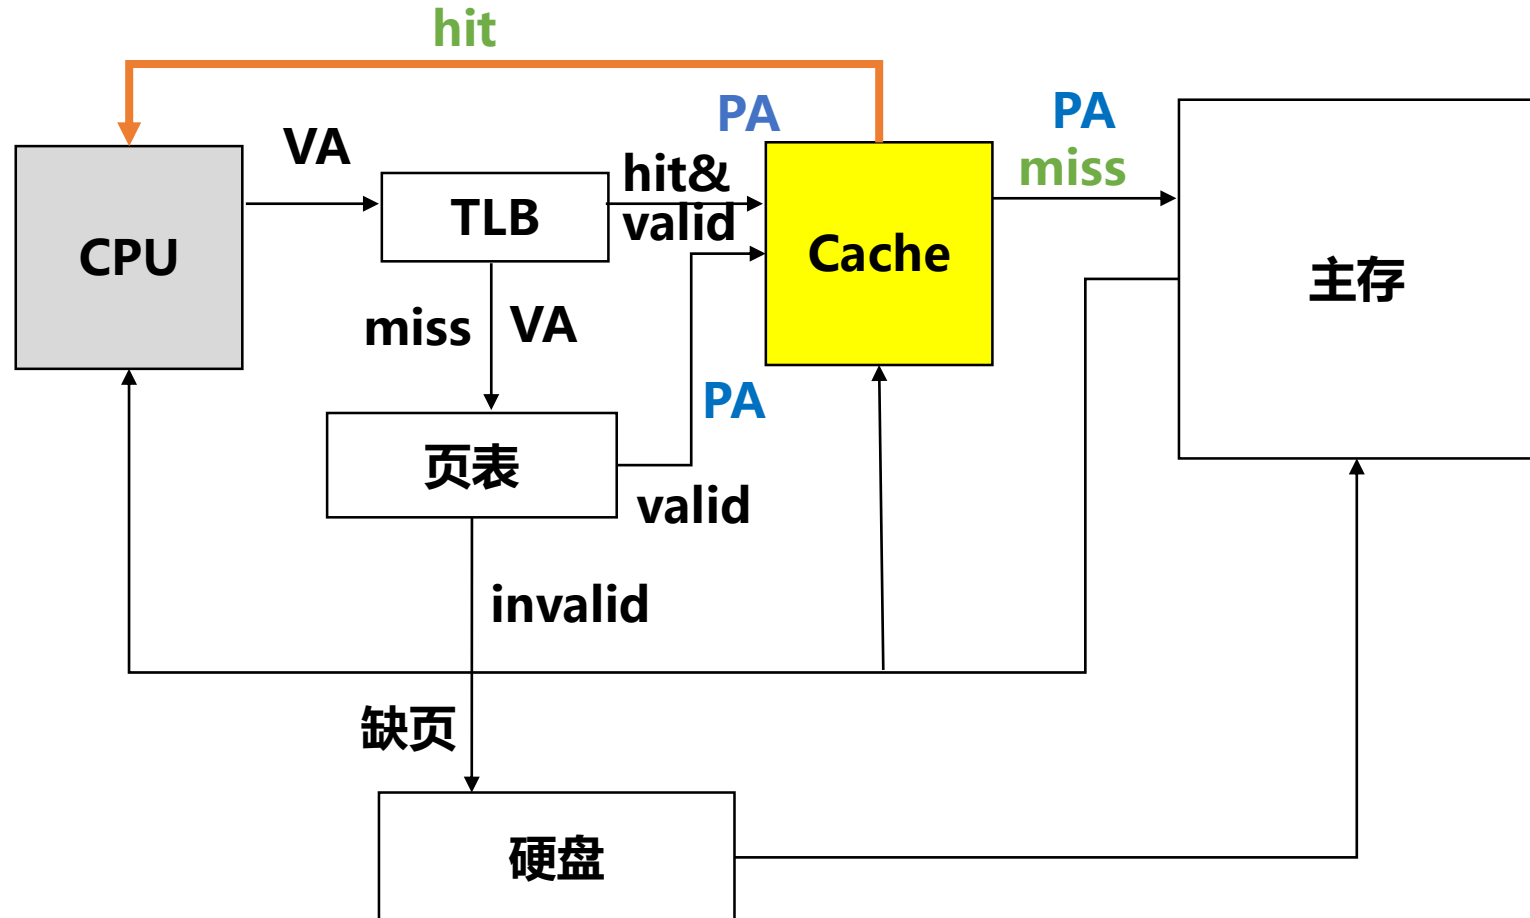 hit
PA
PA
miss
VA
hit&
valid
TLB
CPU
Cache
主存
miss
VA
PA
页表
valid
invalid
缺页
硬盘